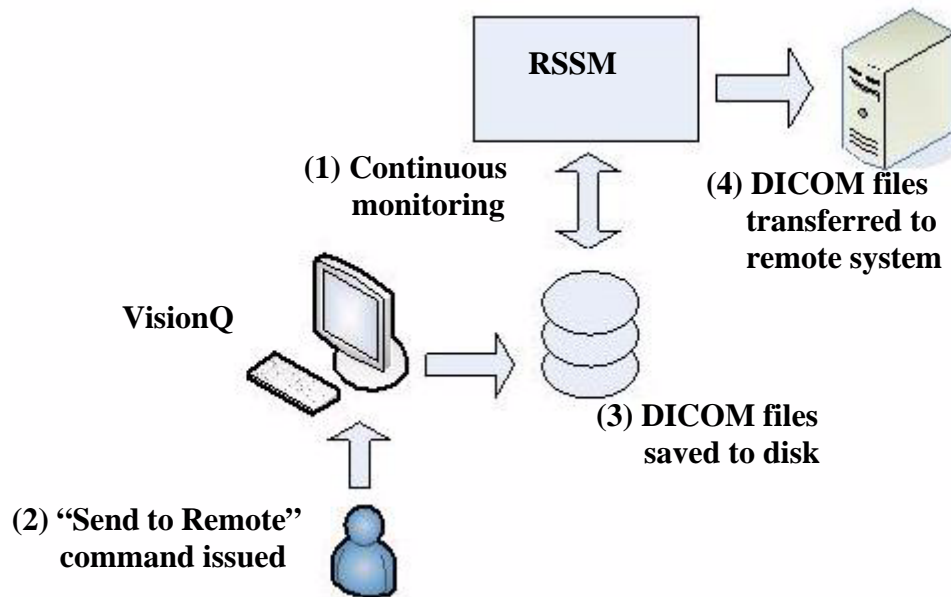 RSSM
(1) Continuous
monitoring
(4) DICOM files
transferred to
remote system
VisionQ
(3) DICOM files
saved to disk
(2) “Send to Remote”
command issued